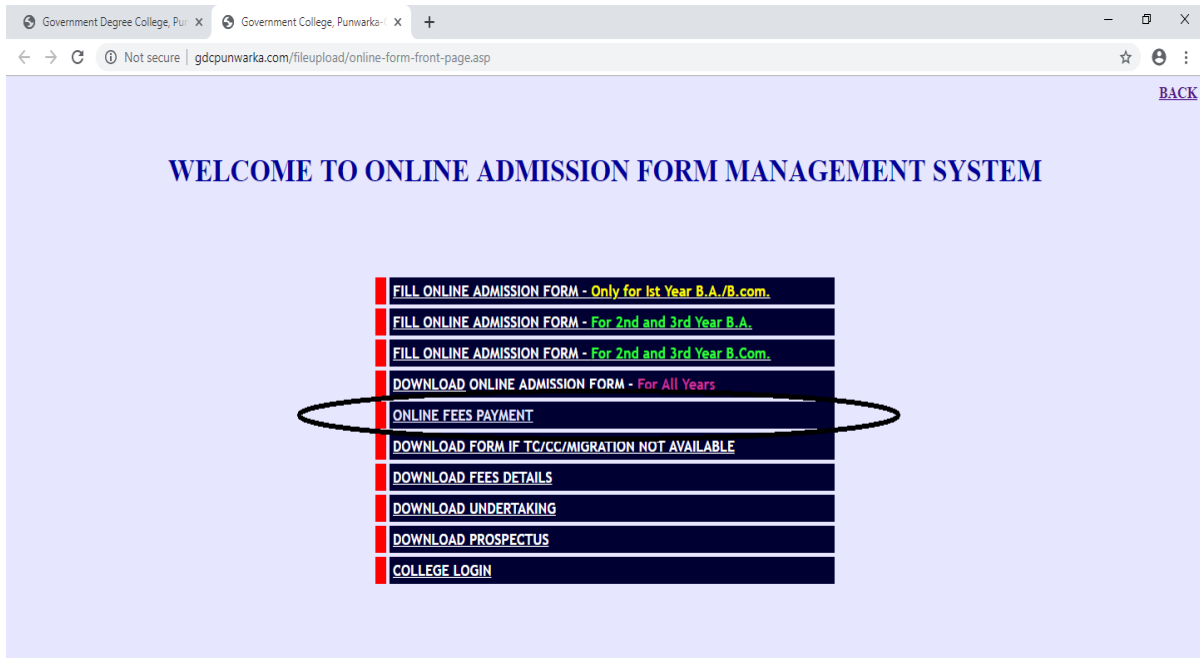 Government Degree College, Pur
Government College, Punwarka-
Not secure | gdcpunwarka.com/fileupload/online-form-front-page.asp
BACK
WELCOME TO ONLINE ADMISSION FORM MANAGEMENT SYSTEM
FILL ONLINE ADMISSION FORM - Only for Ist Year B.A./B.com.
FILL ONLINE ADMISSION FORM - For 2nd and 3rd Year B.A.
FILL ONLINE ADMISSION FORM - For 2nd and 3rd Year B.Com.
DOWNLOAD ONLINE ADMISSION FORM - For All Years
ONLINE FEES PAYMENT
DOWNLOAD FORM IF TC/CC/MIGRATION NOT AVAILABLE
DOWNLOAD FEES DETAILS
DOWNLOAD UNDERTAKING
DOWNLOAD PROSPECTUS
COLLEGE LOGIN